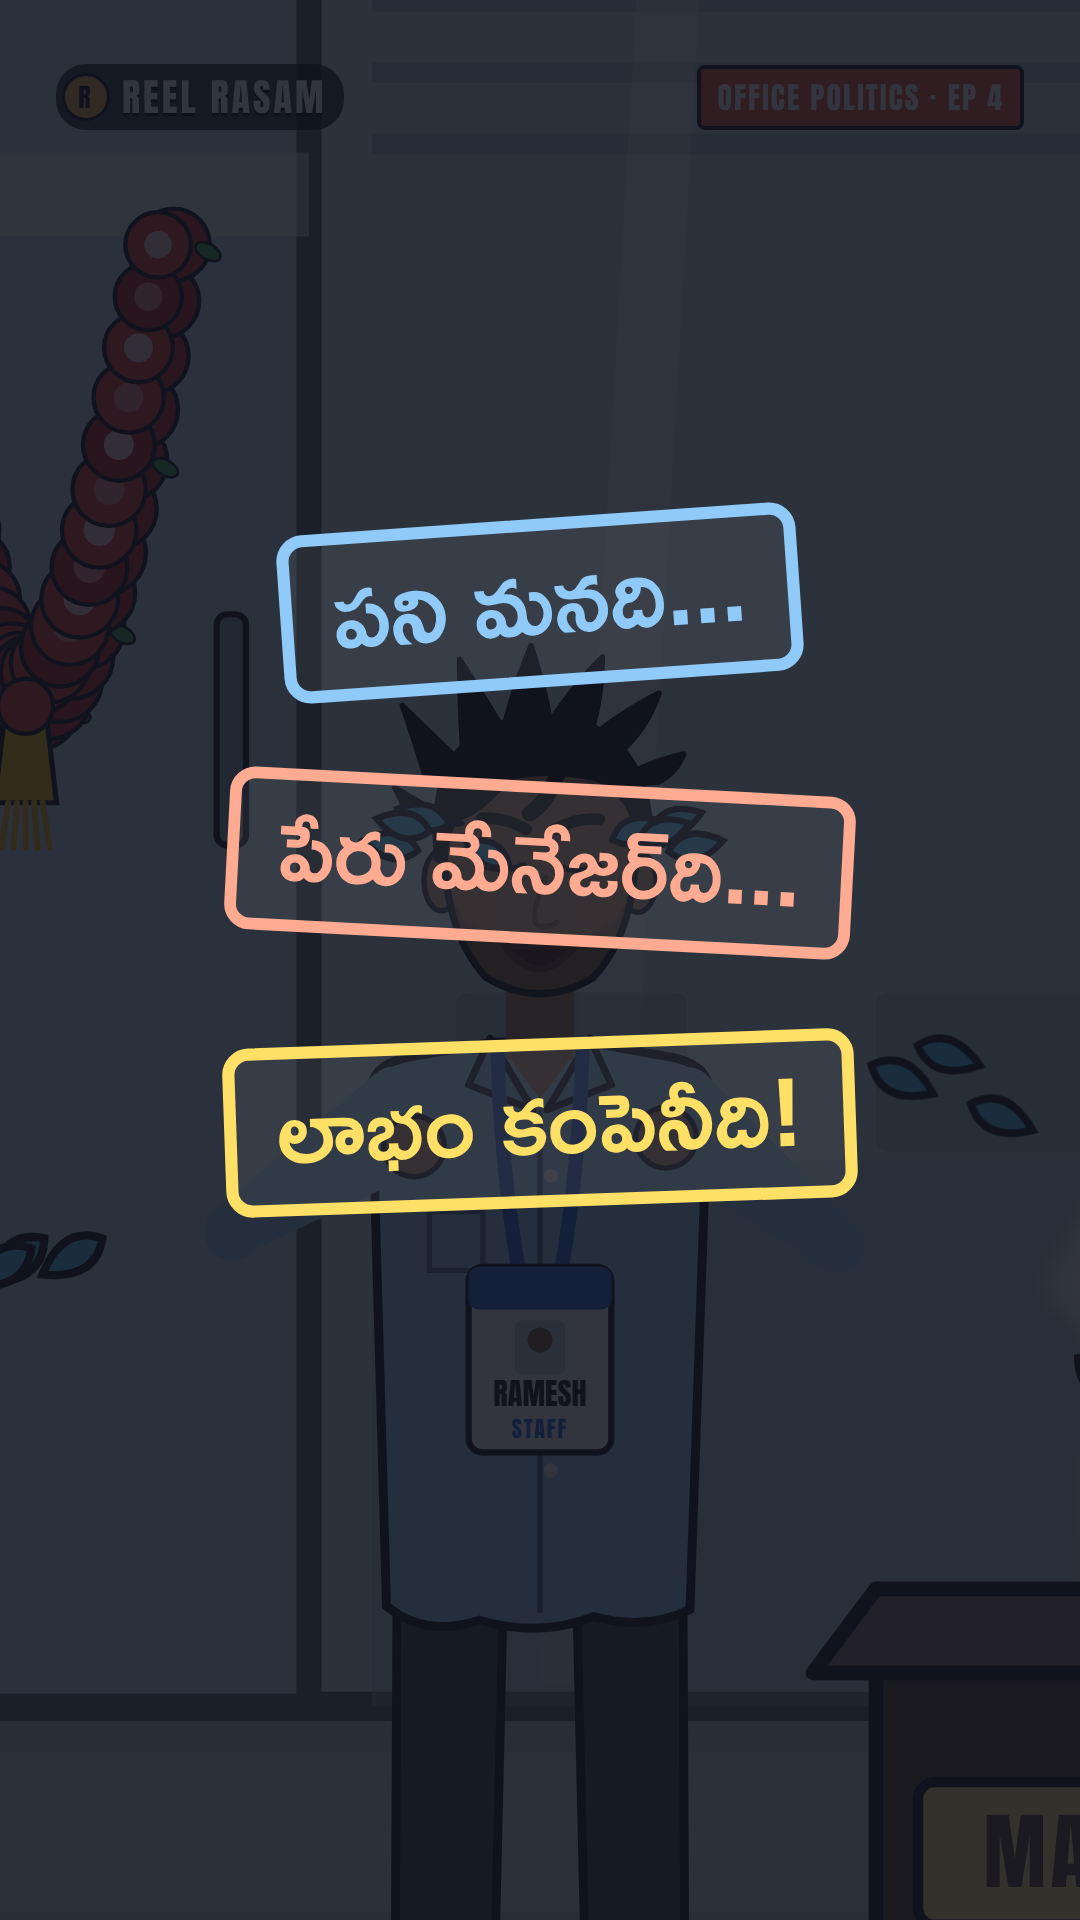 R REEL RASAM
OFFICE POLITICS · EP 4
పని మనది...
పేరు మేనేజర్‌ది...
లాభం కంపెనీది!
RAMESH
STAFF